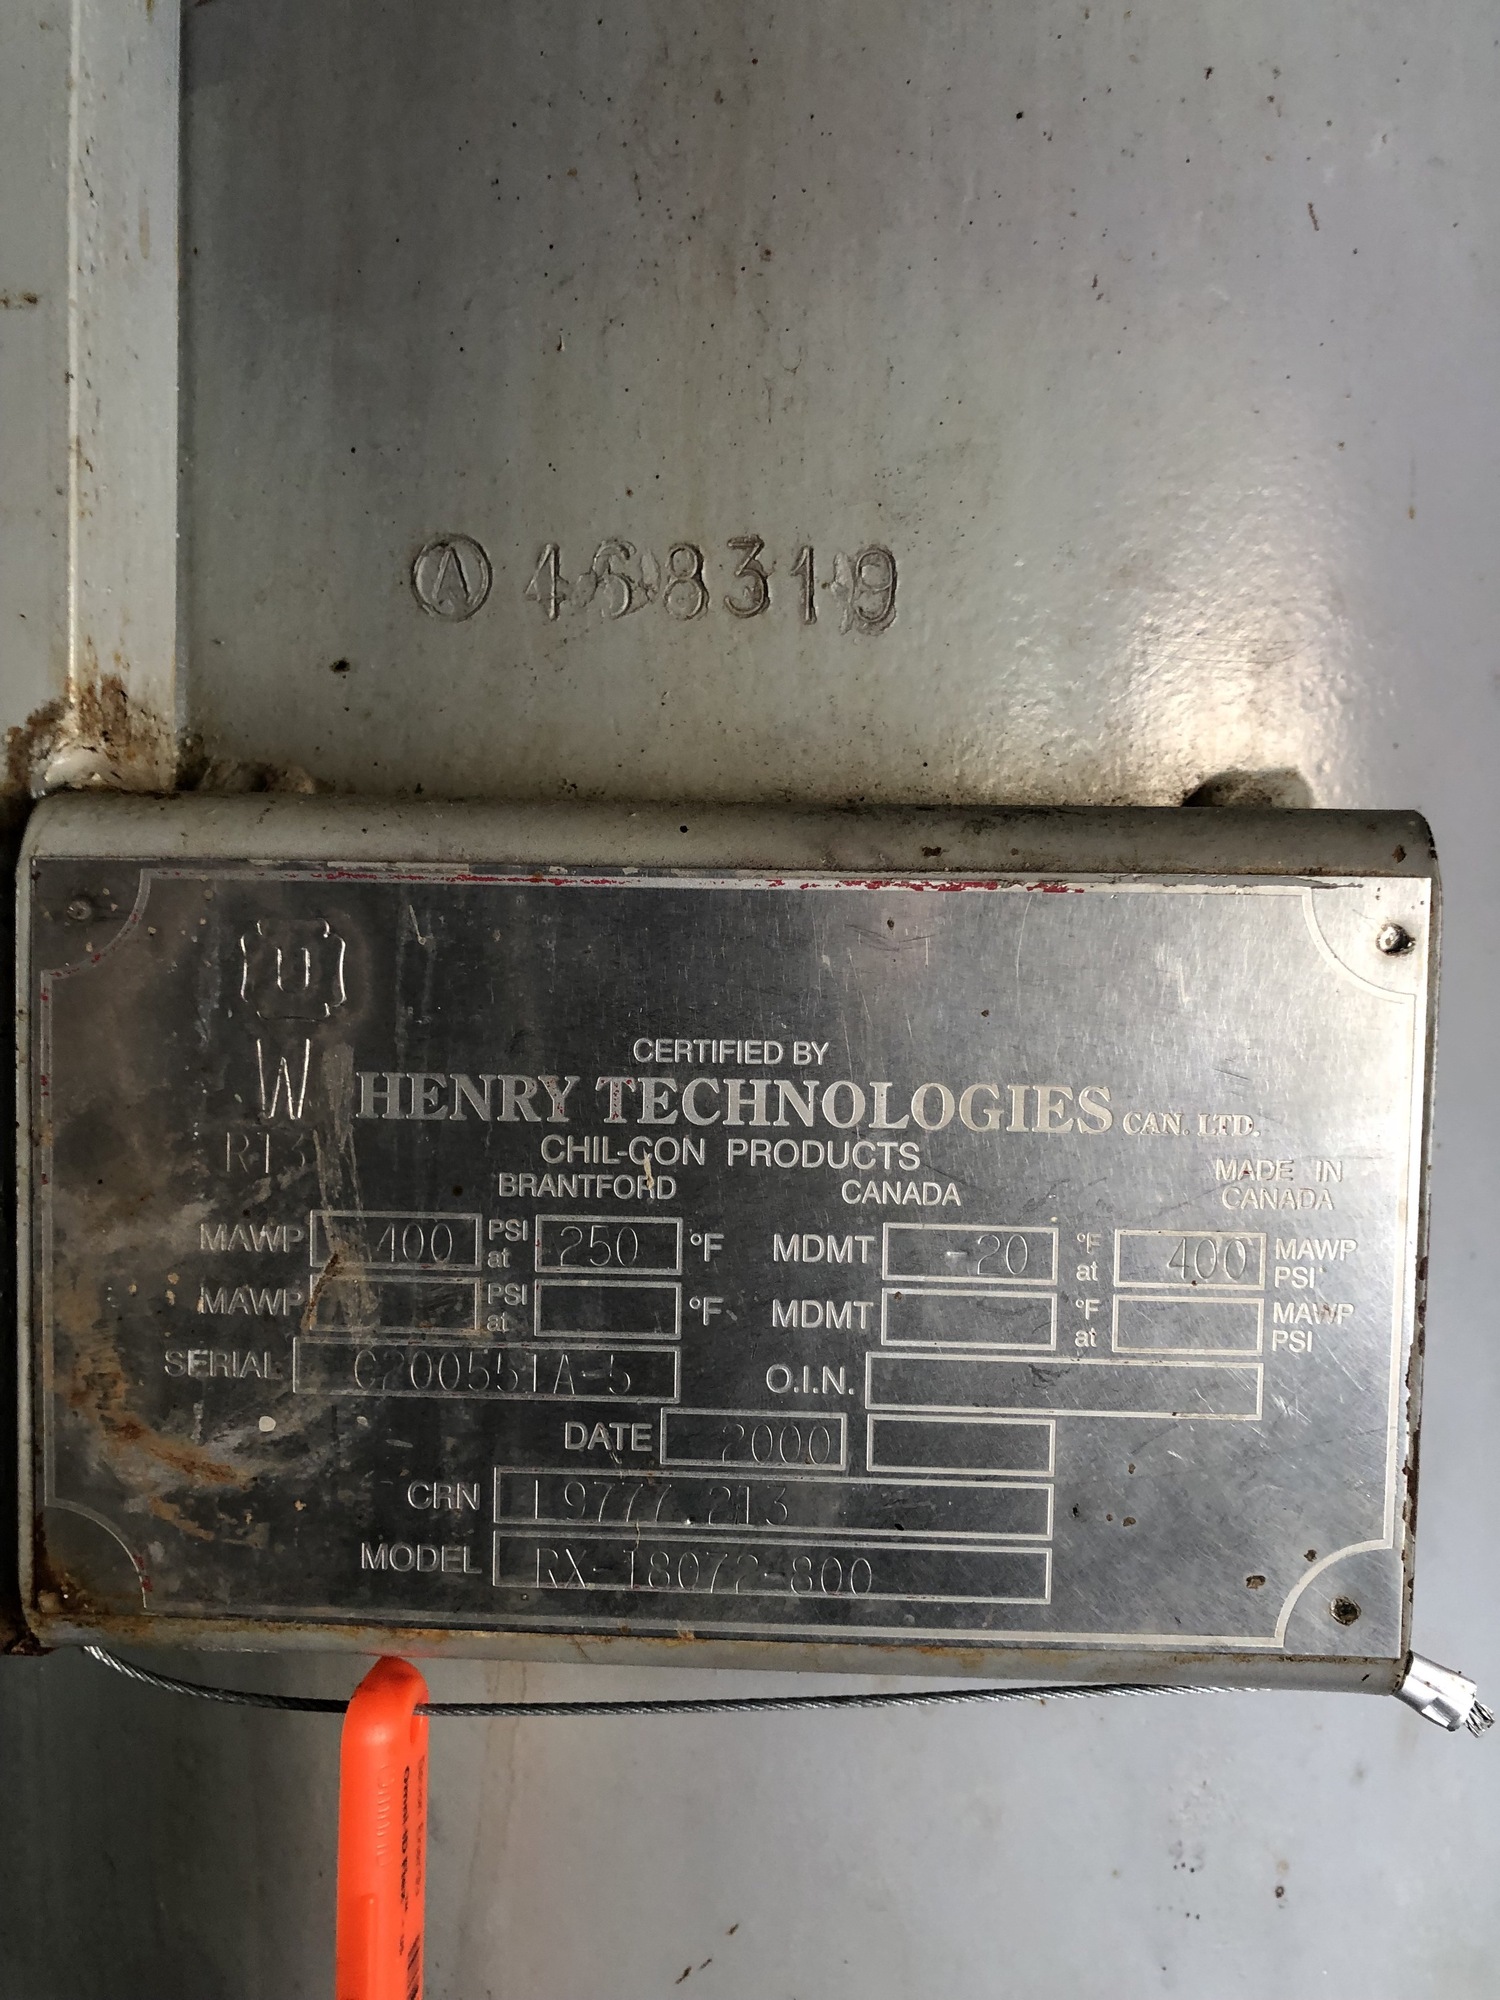 Ⓐ 468319
U
W
RT3
CERTIFIED BY
HENRY TECHNOLOGIES CAN. LTD.
CHIL-CON PRODUCTS
BRANTFORD CANADA
MADE IN
CANADA
MAWP 400 PSI at 250 °F MDMT -20 °F at 400 MAWP PSI
MAWP PSI at °F MDMT °F at MAWP PSI
SERIAL C200551A-5 O.I.N.
DATE 2000
CRN L9777.213
MODEL RX-18072-800